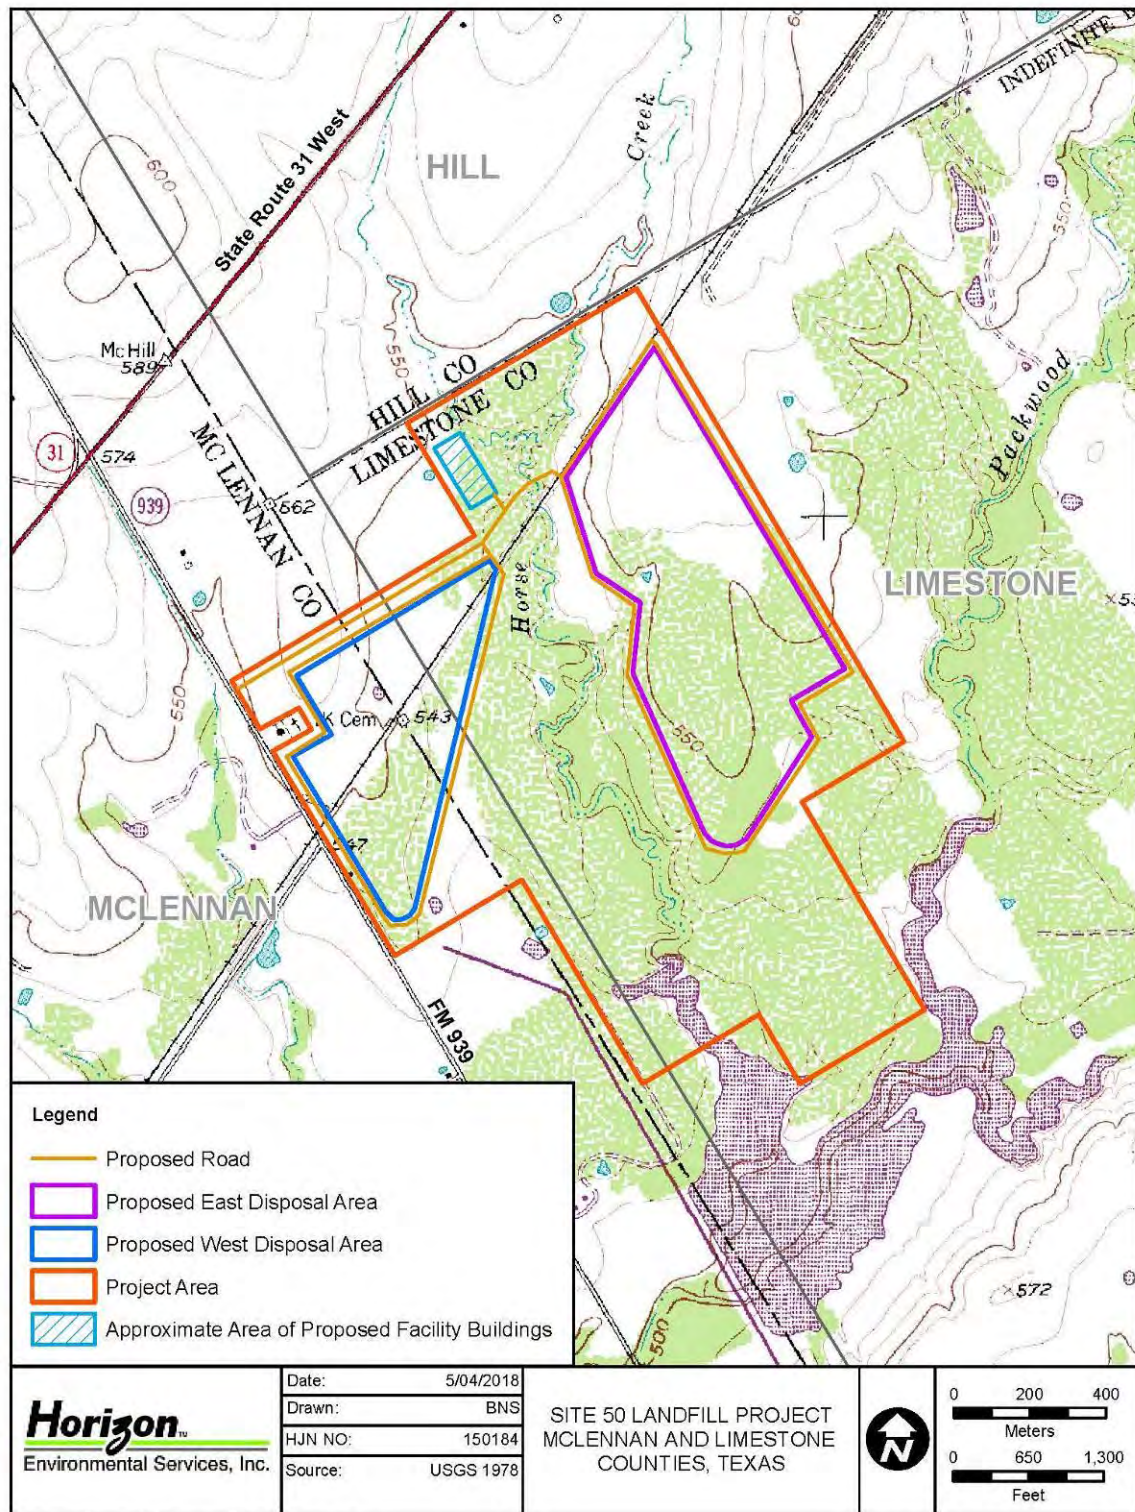 600
INDEFINITE
Creek
HILL
600
State Route 31 West
550
550
McHill
589
HILL CO
LIMESTONE CO
Packwood
31
574
MC LENNAN CO
939
562
Horse
LIMESTONE
550
K Cem
543
550
547
MCLENNAN
FM 939
572
500
Legend
Proposed Road
Proposed East Disposal Area
Proposed West Disposal Area
Project Area
Approximate Area of Proposed Facility Buildings
Horizon TM
Environmental Services, Inc.
Date: 5/04/2018
Drawn: BNS
HJN NO: 150184
Source: USGS 1978
SITE 50 LANDFILL PROJECT
MCLENNAN AND LIMESTONE
COUNTIES, TEXAS
N
0 200 400
Meters
0 650 1,300
Feet